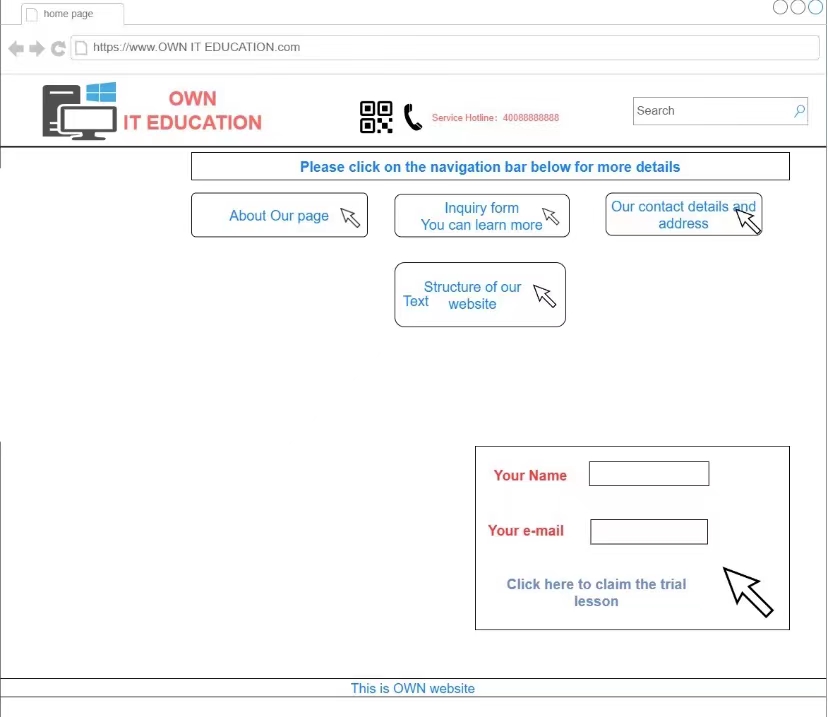 home page
https://www.OWN IT EDUCATION.com
OWN
IT EDUCATION
Service Hotline: 40088888888
Search
Please click on the navigation bar below for more details
About Our page
Inquiry form
You can learn more
Our contact details and
address
Structure of our
Text
website
Your Name
Your e-mail
Click here to claim the trial
lesson
This is OWN website